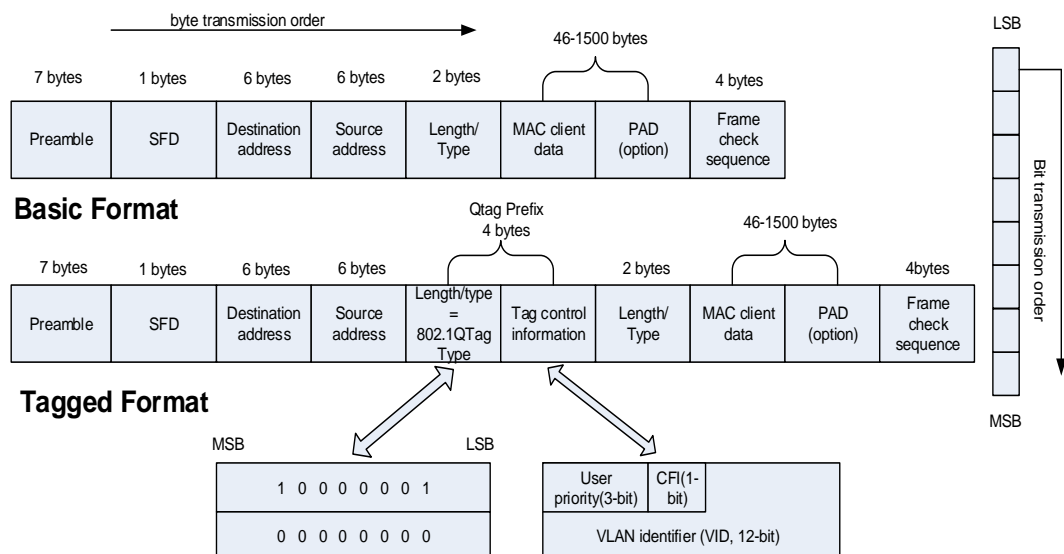 byte transmission order
LSB
46-1500 bytes
7 bytes 1 bytes 6 bytes 6 bytes 2 bytes 4 bytes
Preamble SFD Destination address Source address Length/ Type MAC client data PAD (option) Frame check sequence
Bit transmission order
Basic Format
Qtag Prefix
4 bytes
46-1500 bytes
7 bytes 1 bytes 6 bytes 6 bytes 2 bytes 4bytes
Preamble SFD Destination address Source address Length/type = 802.1QTag Type Tag control information Length/ Type MAC client data PAD (option) Frame check sequence
Tagged Format
MSB
MSB LSB
1 0 0 0 0 0 0 1
0 0 0 0 0 0 0 0
User priority(3-bit) CFI(1-bit)
VLAN identifier (VID, 12-bit)